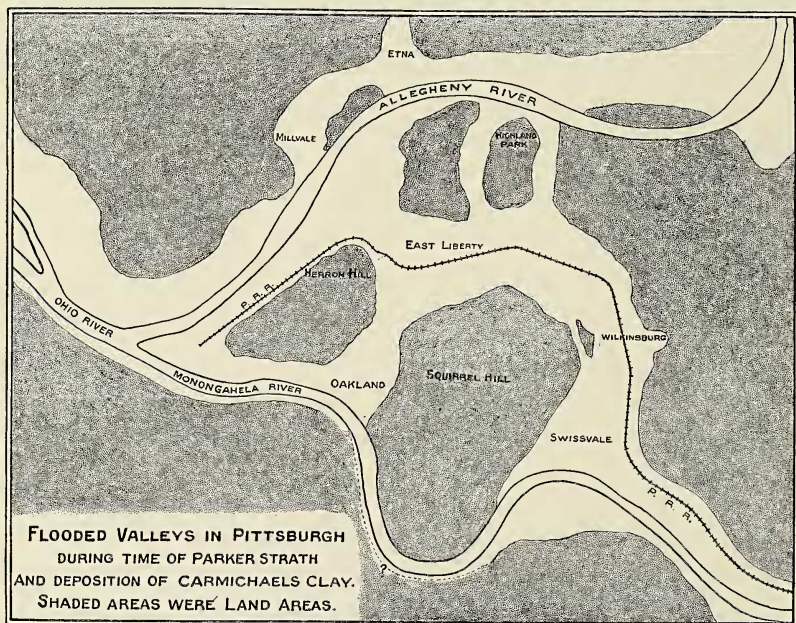 ETNA
ALLEGHENY RIVER
MILLVALE
HIGHLAND
PARK
EAST LIBERTY
P. R. R.
HERRON HILL
OHIO RIVER
WILKINSBURG
MONONGAHELA RIVER
OAKLAND
SQUIRREL HILL
SWISSVALE
P. R. R.
FLOODED VALLEYS IN PITTSBURGH
DURING TIME OF PARKER STRATH
AND DEPOSITION OF CARMICHAELS CLAY.
SHADED AREAS WERE LAND AREAS.
?